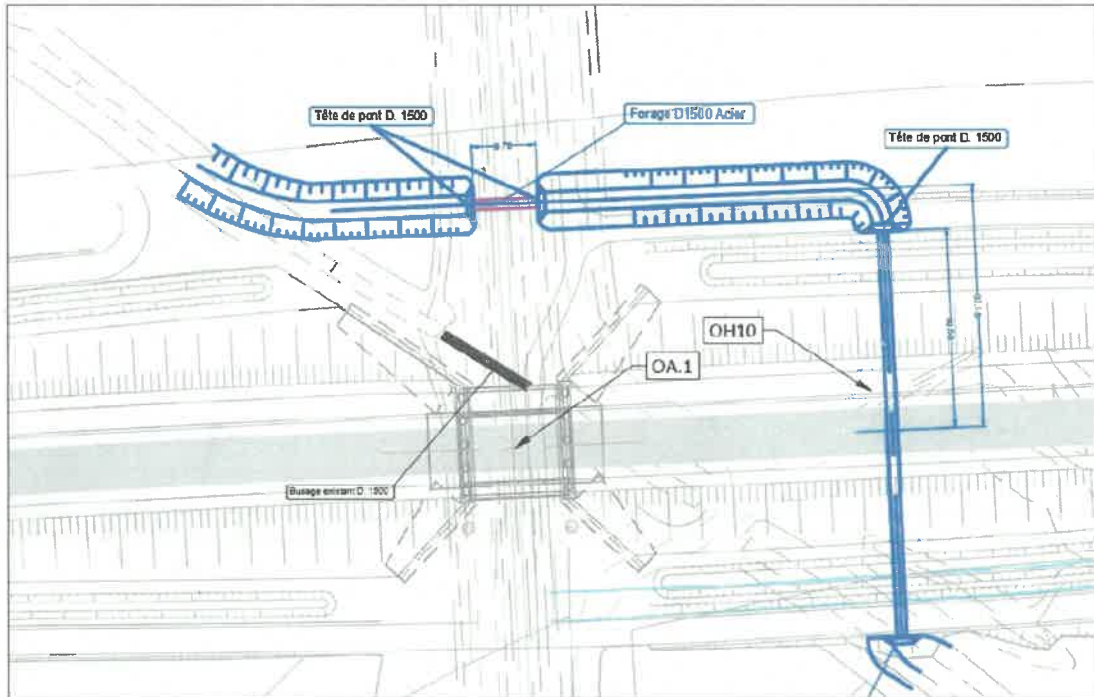 Tête de pont D. 1500
Forage D1500 Acier
Tête de pont D. 1500
OH10
OA.1
Busage existant D. 1500